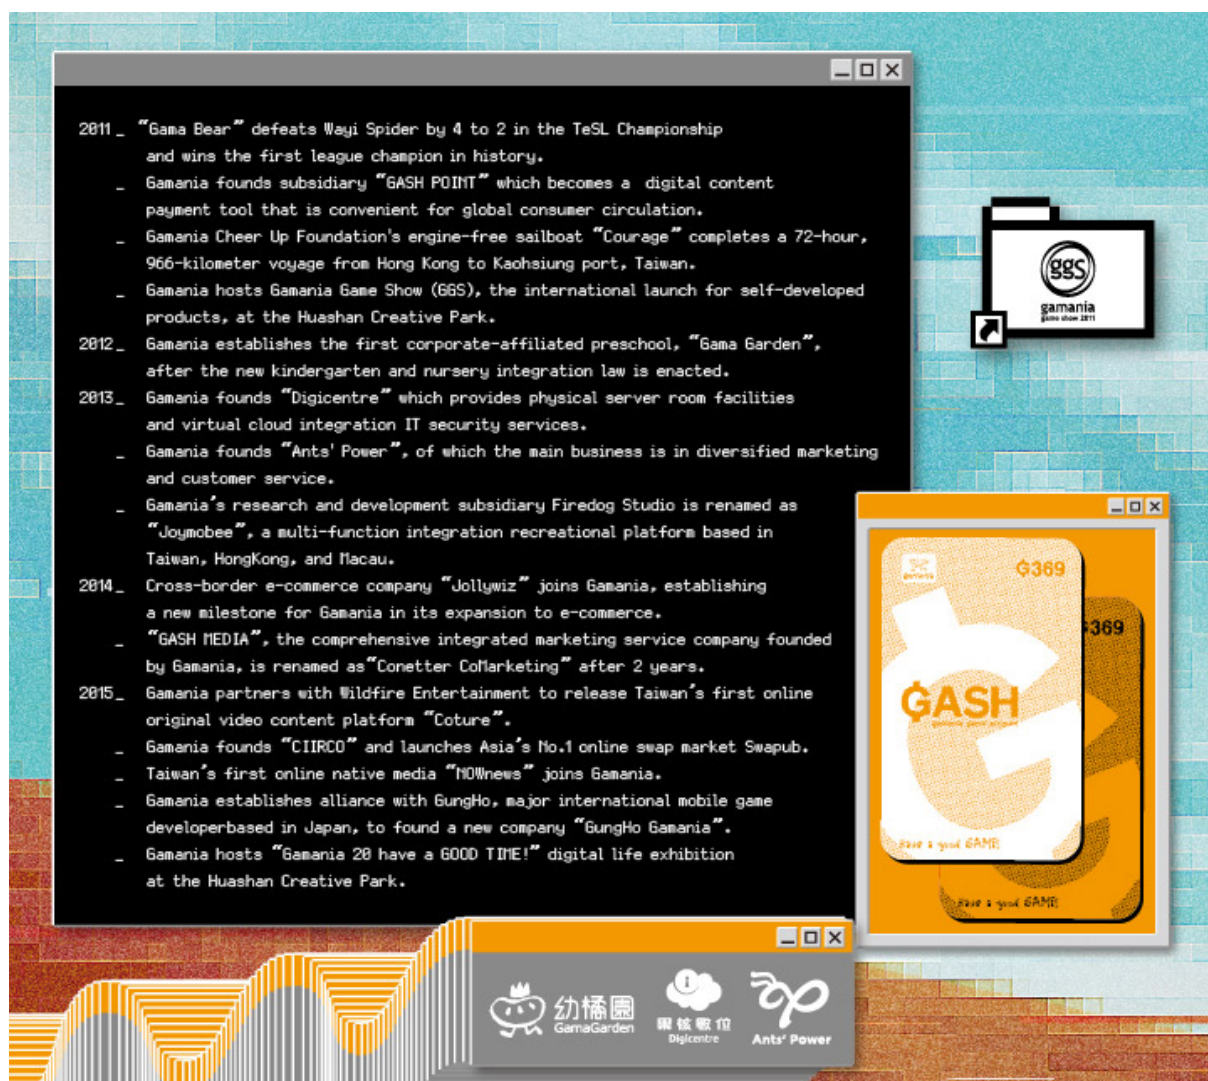 2011_ "Gama Bear" defeats Wayi Spider by 4 to 2 in the TeSL Championship
and wins the first league champion in history.
_ Gamania founds subsidiary "GASH POINT" which becomes a digital content
payment tool that is convenient for global consumer circulation.
_ Gamania Cheer Up Foundation's engine-free sailboat "Courage" completes a 72-hour,
966-kilometer voyage from Hong Kong to Kaohsiung port, Taiwan.
_ Gamania hosts Gamania Game Show (GGS), the international launch for self-developed
products, at the Huashan Creative Park.
2012_ Gamania establishes the first corporate-affiliated preschool, "Gama Garden",
after the new kindergarten and nursery integration law is enacted.
2013_ Gamania founds "Digicentre" which provides physical server room facilities
and virtual cloud integration IT security services.
_ Gamania founds "Ants' Power", of which the main business is in diversified marketing
and customer service.
_ Gamania's research and development subsidiary Firedog Studio is renamed as
"Joymobee", a multi-function integration recreational platform based in
Taiwan, HongKong, and Macau.
2014_ Cross-border e-commerce company "Jollywiz" joins Gamania, establishing
a new milestone for Gamania in its expansion to e-commerce.
_ "GASH MEDIA", the comprehensive integrated marketing service company founded
by Gamania, is renamed as"Conetter CoMarketing" after 2 years.
2015_ Gamania partners with Wildfire Entertainment to release Taiwan's first online
original video content platform "Coture".
_ Gamania founds "CIIRCO" and launches Asia's No.1 online swap market Swapub.
_ Taiwan's first online native media "NOWnews" joins Gamania.
_ Gamania establishes alliance with GungHo, major international mobile game
developerbased in Japan, to found a new company "GungHo Gamania".
_ Gamania hosts "Gamania 20 have a GOOD TIME!" digital life exhibition
at the Huashan Creative Park.
ggs
gamania
game show 2011
gamania
G369
369
GASH
Have a good GAME!
Have a good GAME!
幼橘園
GamaGarden
果核數位
Digicentre
Ants' Power